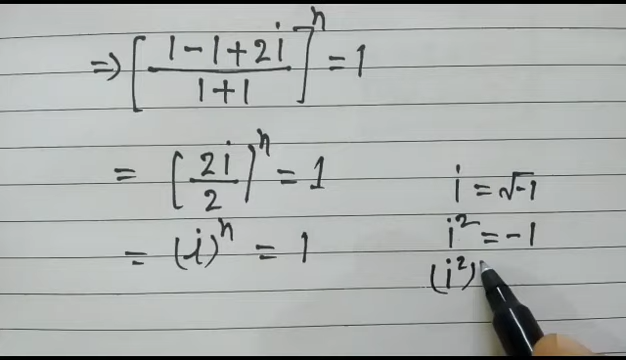 ⇒ [(1-1+2i)/(1+1)]^n = 1
= (2i/2)^n = 1
= (i)^n = 1
i = √-1
i² = -1
(i²)